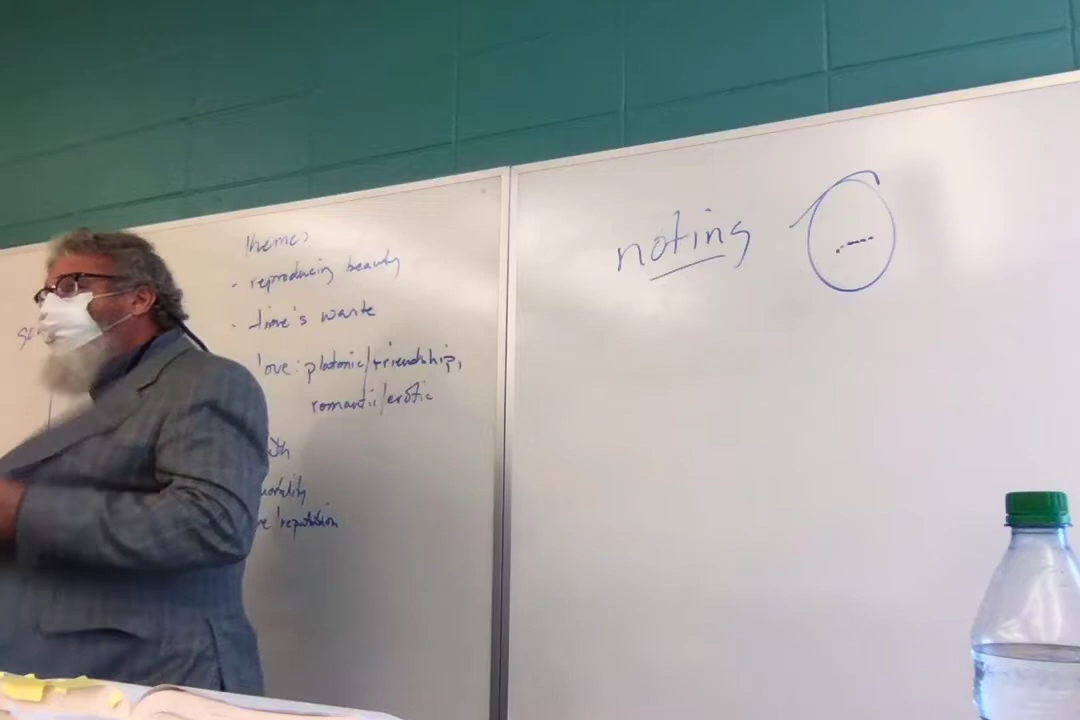 themes
- reproducing beauty
- time's waste
love: platonic/friendship,
romantic/erotic
reputation
noting